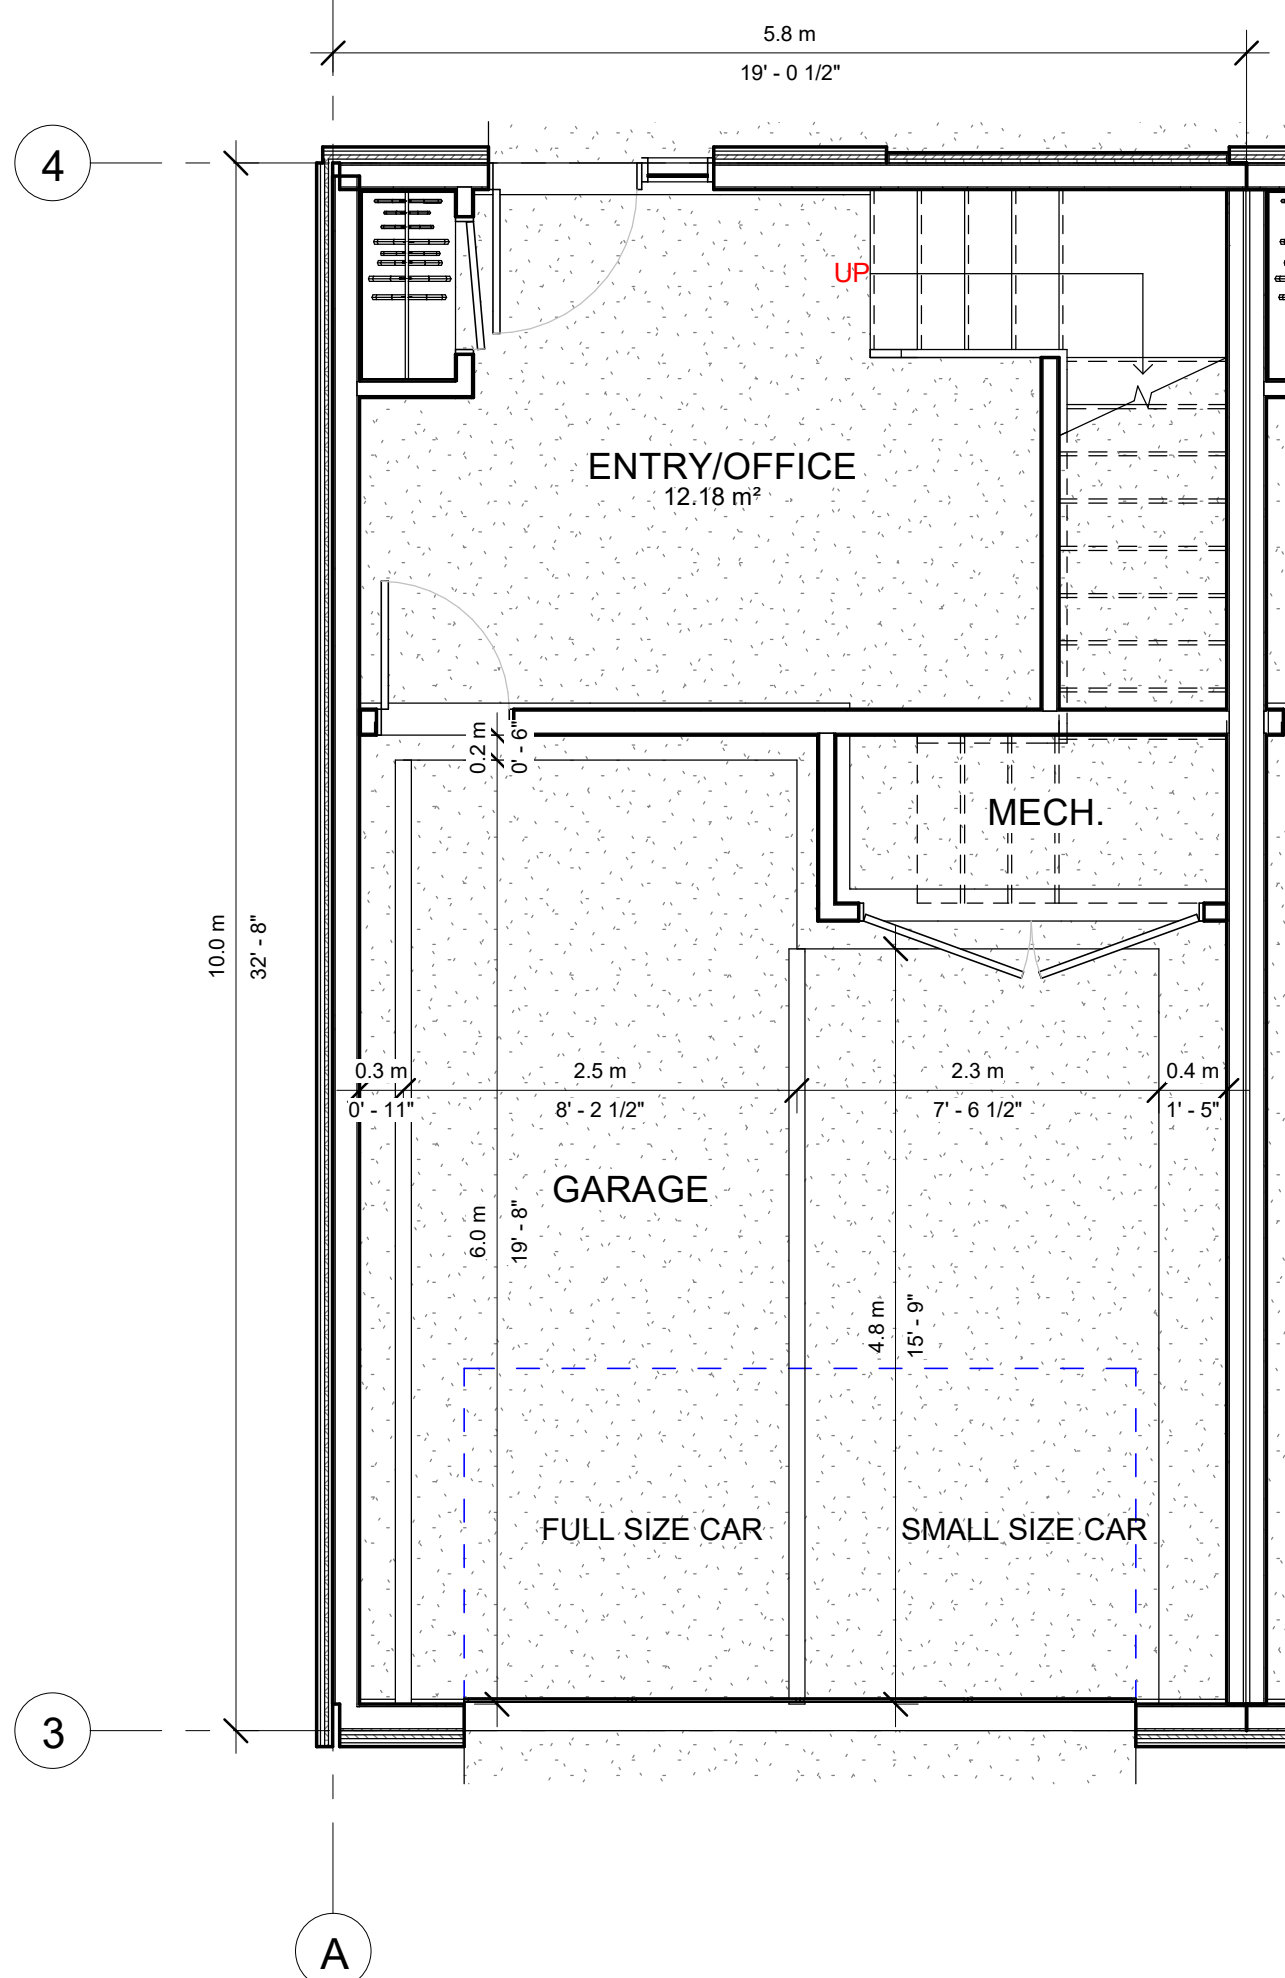 5.8 m
19' - 0 1/2"
4
UP
ENTRY/OFFICE
12.18 m²
0.2 m
0' - 6"
MECH.
10.0 m
32' - 8"
0.3 m
2.5 m
2.3 m
0.4 m
0' - 11"
8' - 2 1/2"
7' - 6 1/2"
1' - 5"
GARAGE
6.0 m
19' - 8"
4.8 m
15' - 9"
FULL SIZE CAR
SMALL SIZE CAR
3
A